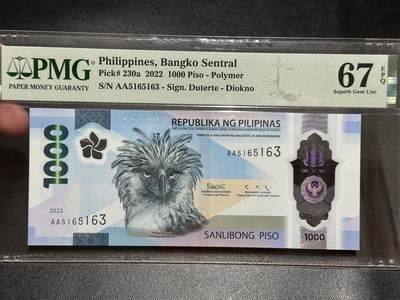 PMG
PAPER MONEY GUARANTY
Philippines, Bangko Sentral
Pick# 230a 2022 1000 Piso - Polymer
S/N AA5165163 - Sign. Duterte - Diokno
67 EPQ
Superb Gem Unc
REPUBLIKA NG PILIPINAS
AA5165163
1000
2022
AA5165163
SANLIBONG PISO
1000